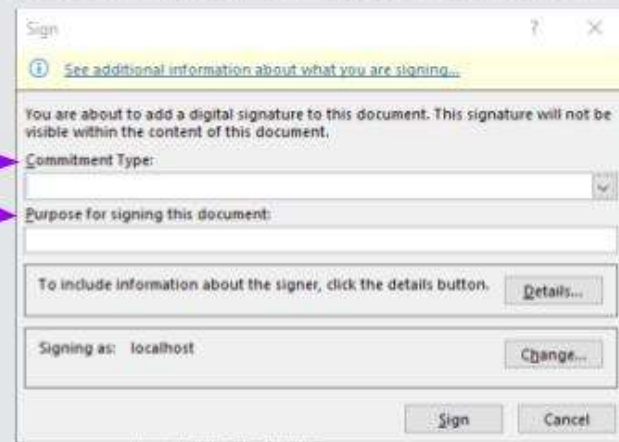 Sign ?
See additional information about what you are signing...
You are about to add a digital signature to this document. This signature will not be
visible within the content of this document.
Commitment Type:
Purpose for signing this document:
To include information about the signer, click the details button. Details...
Signing as: localhost Change...
Sign Cancel